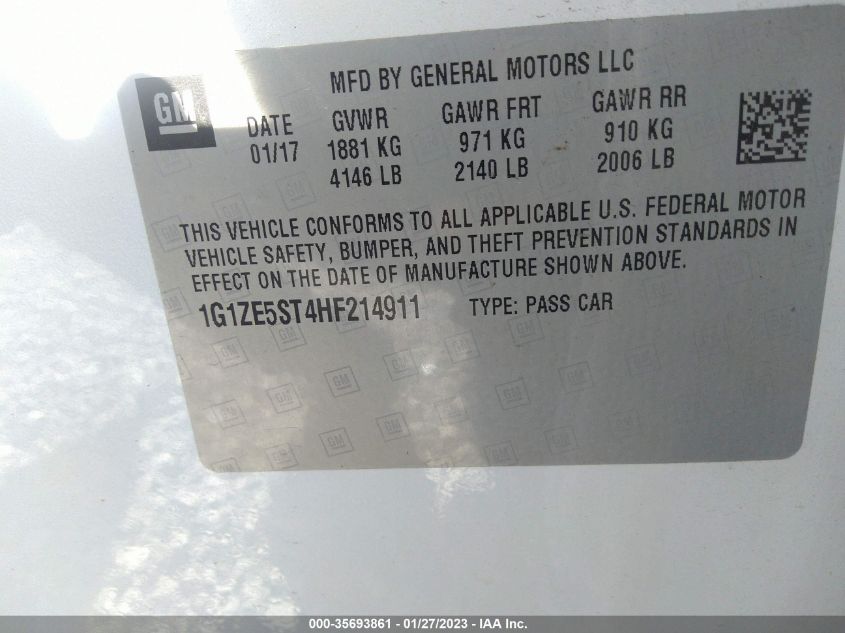 MFD BY GENERAL MOTORS LLC
GM
DATE GVWR GAWR FRT GAWR RR
01/17 1881 KG 971 KG 910 KG
4146 LB 2140 LB 2006 LB
THIS VEHICLE CONFORMS TO ALL APPLICABLE U.S. FEDERAL MOTOR
VEHICLE SAFETY, BUMPER, AND THEFT PREVENTION STANDARDS IN
EFFECT ON THE DATE OF MANUFACTURE SHOWN ABOVE.
1G1ZE5ST4HF214911 TYPE: PASS CAR
000-35693861 - 01/27/2023 - IAA Inc.